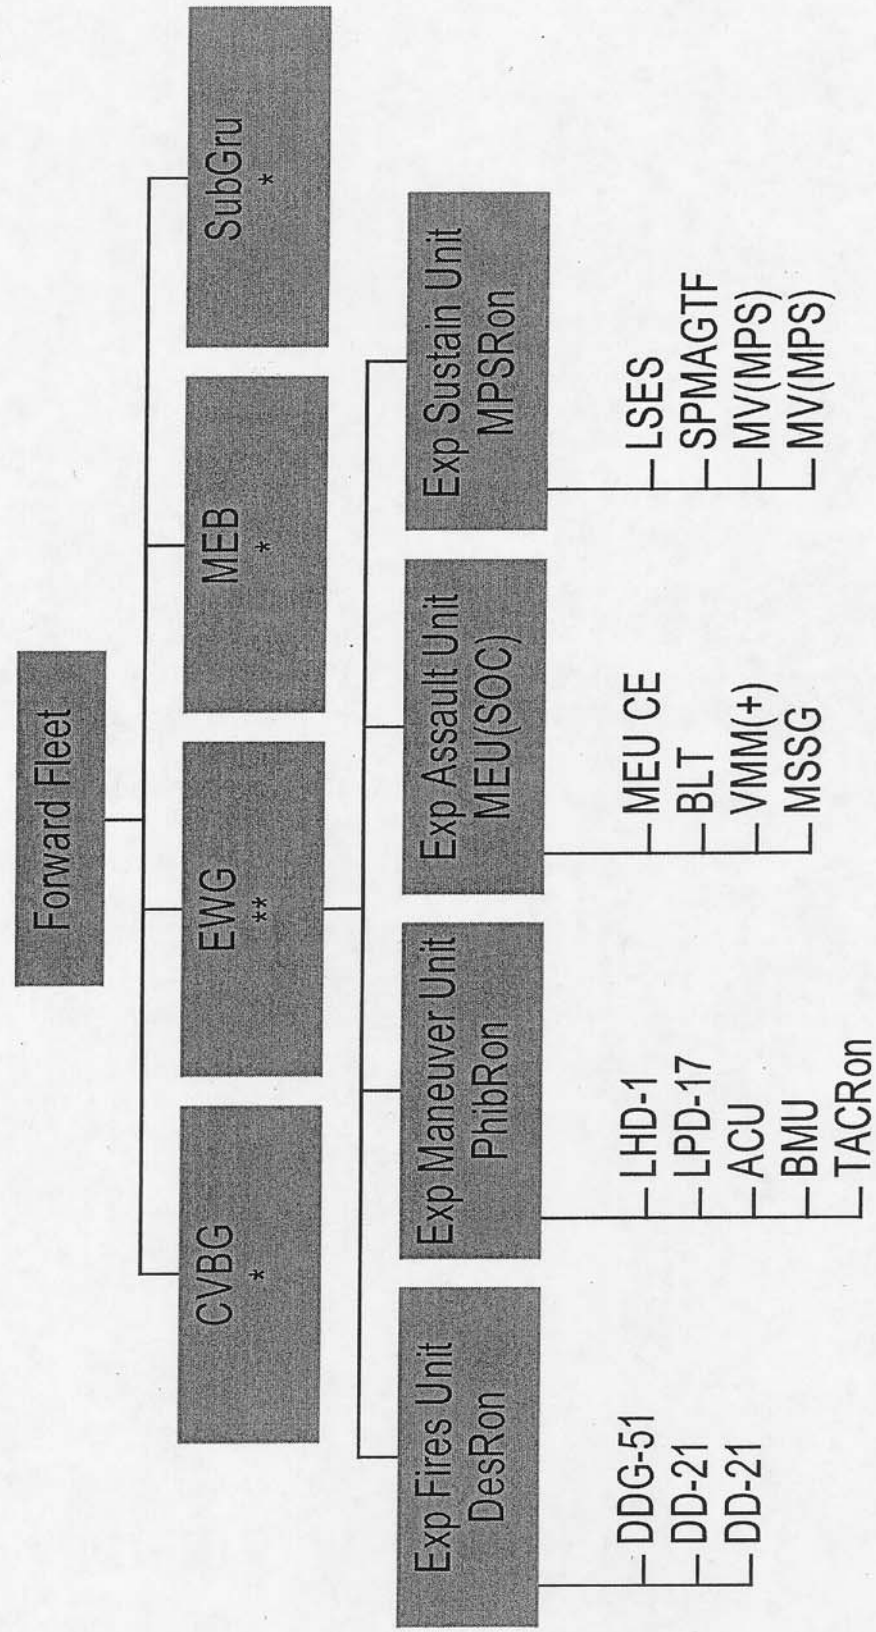 Forward Fleet
CVBG
*
EWG
**
MEB
*
SubGru
*
Exp Fires Unit
DesRon
DDG-51
DD-21
DD-21
Exp Maneuver Unit
PhibRon
LHD-1
LPD-17
ACU
BMU
TACRon
Exp Assault Unit
MEU(SOC)
MEU CE
BLT
VMM(+)
MSSG
Exp Sustain Unit
MPSRon
LSES
SPMAGTF
MV(MPS)
MV(MPS)